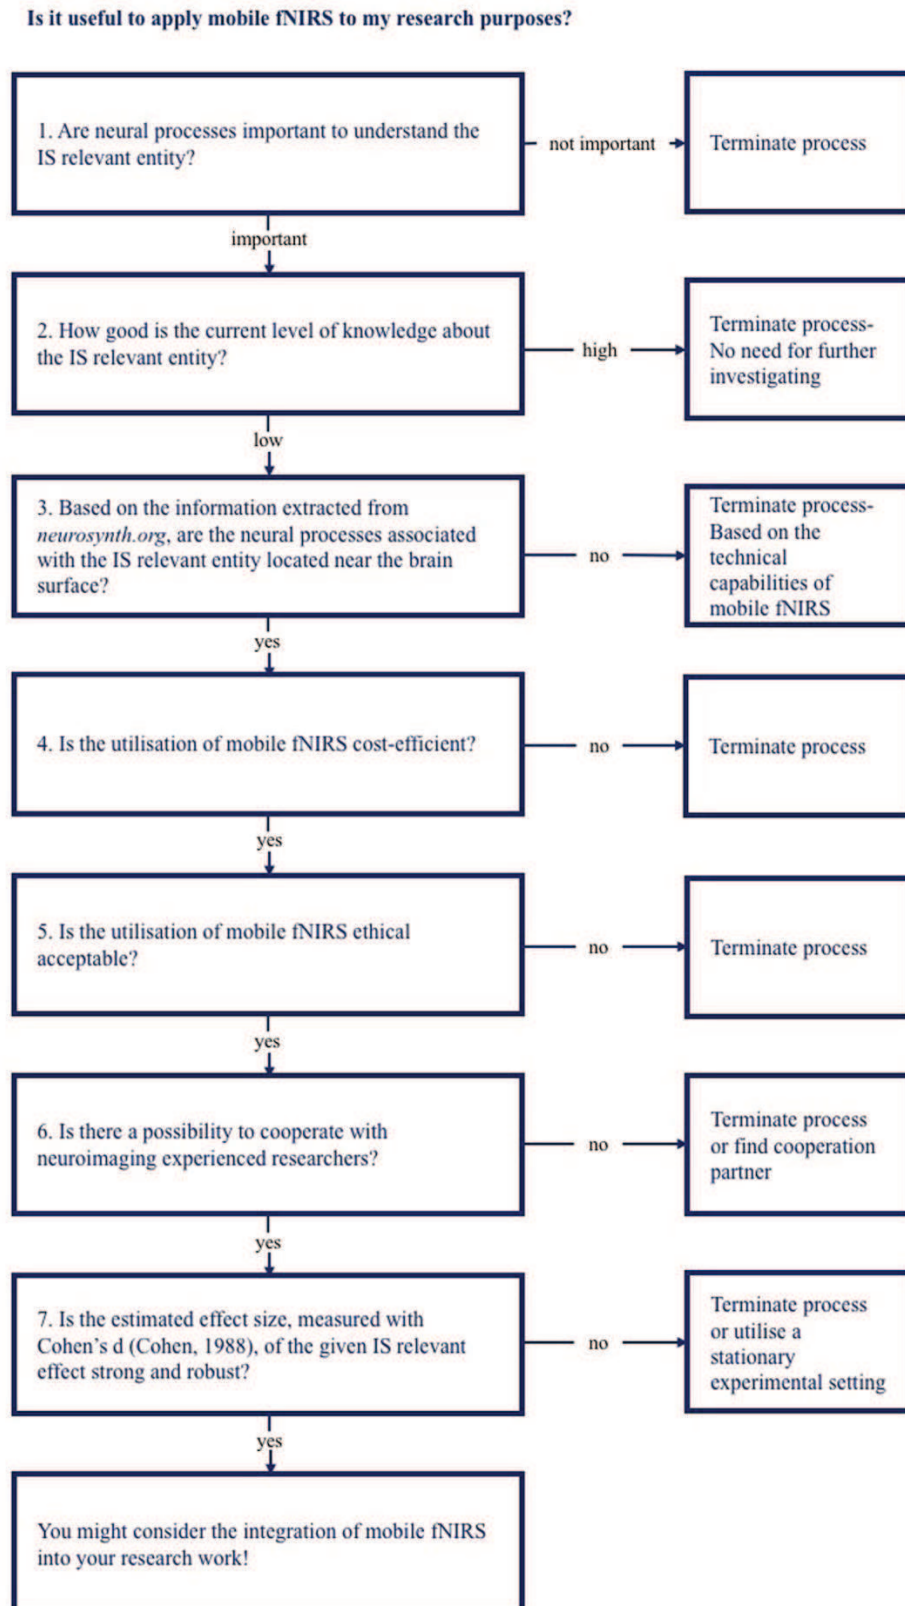 Is it useful to apply mobile fNIRS to my research purposes?
1. Are neural processes important to understand the
IS relevant entity?
not important
Terminate process
important
2. How good is the current level of knowledge about
the IS relevant entity?
high
Terminate process-
No need for further
investigating
low
3. Based on the information extracted from
neurosynth.org, are the neural processes associated
with the IS relevant entity located near the brain
surface?
no
Terminate process-
Based on the
technical
capabilities of
mobile fNIRS
yes
4. Is the utilisation of mobile fNIRS cost-efficient?
no
Terminate process
yes
5. Is the utilisation of mobile fNIRS ethical
acceptable?
no
Terminate process
yes
6. Is there a possibility to cooperate with
neuroimaging experienced researchers?
no
Terminate process
or find cooperation
partner
yes
7. Is the estimated effect size, measured with
Cohen’s d (Cohen, 1988), of the given IS relevant
effect strong and robust?
no
Terminate process
or utilise a
stationary
experimental setting
yes
You might consider the integration of mobile fNIRS
into your research work!